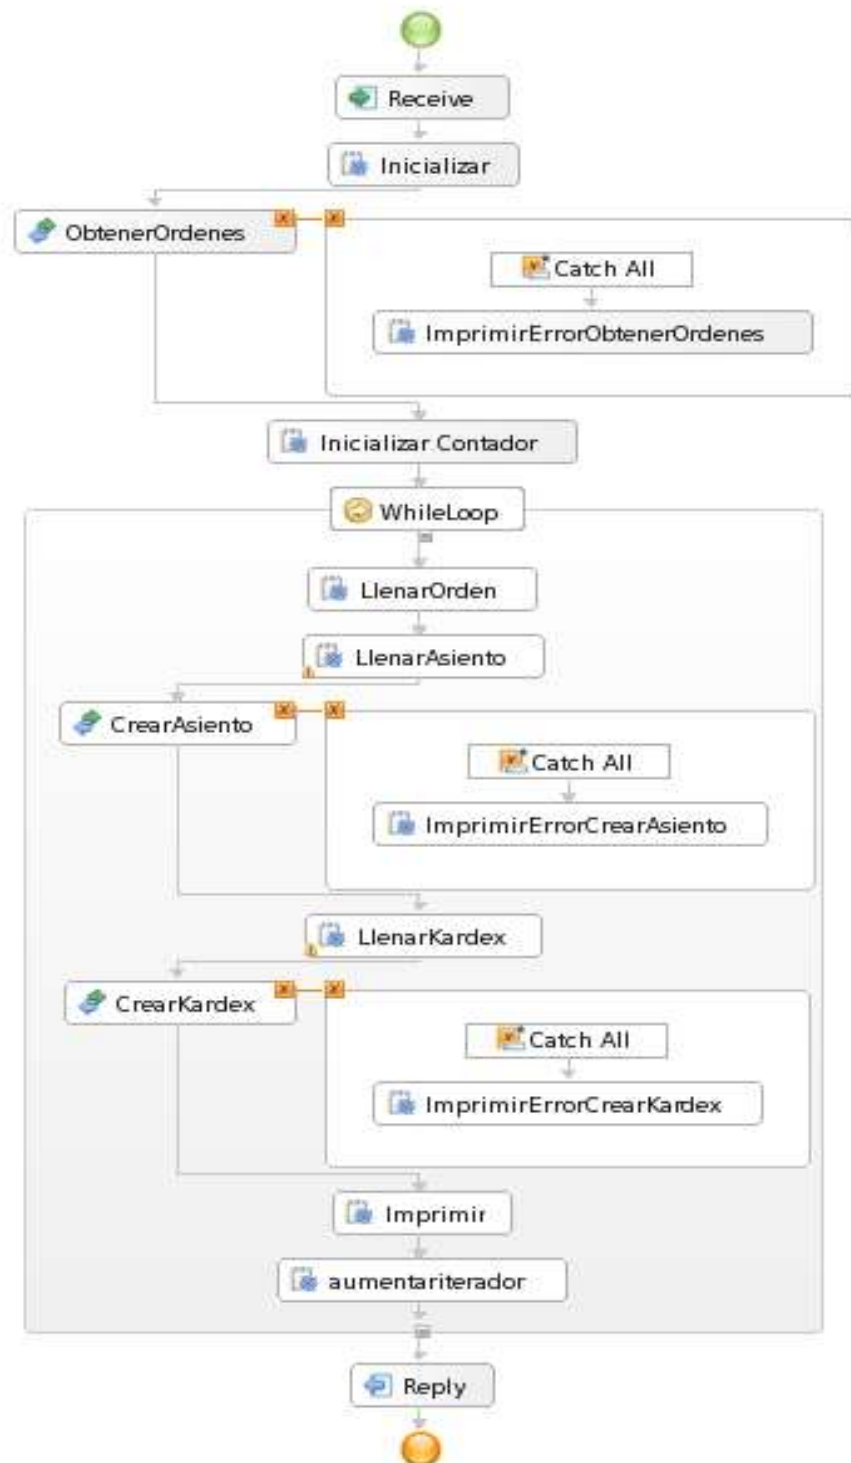 Receive
Inicializar
ObtenerOrdenes
Catch All
ImprimirErrorObtenerOrdenes
Inicializar Contador
WhileLoop
LlenarOrden
LlenarAsiento
CrearAsiento
Catch All
ImprimirErrorCrearAsiento
LlenarKardex
CrearKardex
Catch All
ImprimirErrorCrearKardex
Imprimir
aumentariterador
Reply